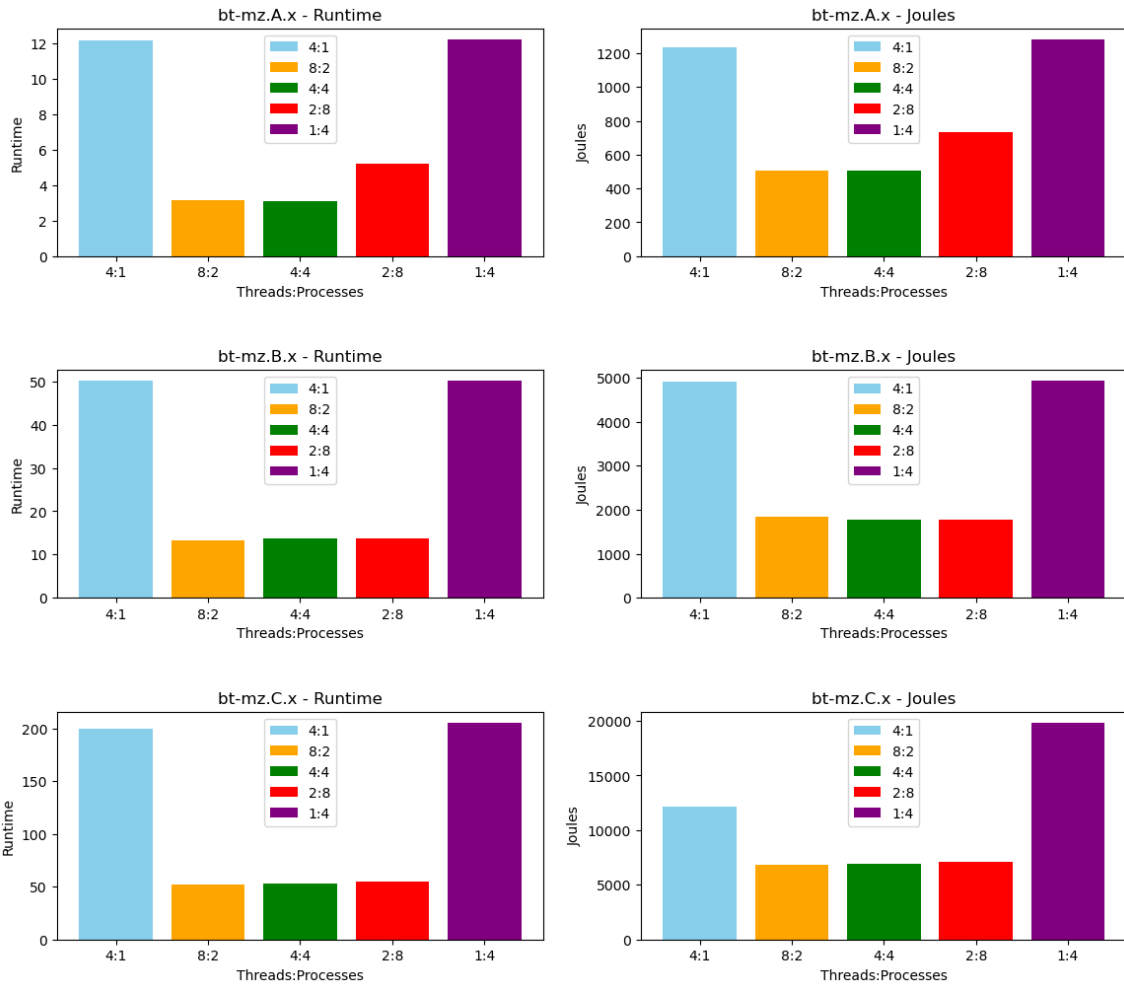 bt-mz.A.x - Runtime
Runtime
12
10
8
6
4
2
0
4:1
8:2
4:4
2:8
1:4
4:1 8:2 4:4 2:8 1:4
Threads:Processes
bt-mz.A.x - Joules
Joules
1200
1000
800
600
400
200
0
4:1
8:2
4:4
2:8
1:4
4:1 8:2 4:4 2:8 1:4
Threads:Processes
bt-mz.B.x - Runtime
Runtime
50
40
30
20
10
0
4:1
8:2
4:4
2:8
1:4
4:1 8:2 4:4 2:8 1:4
Threads:Processes
bt-mz.B.x - Joules
Joules
5000
4000
3000
2000
1000
0
4:1
8:2
4:4
2:8
1:4
4:1 8:2 4:4 2:8 1:4
Threads:Processes
bt-mz.C.x - Runtime
Runtime
200
150
100
50
0
4:1
8:2
4:4
2:8
1:4
4:1 8:2 4:4 2:8 1:4
Threads:Processes
bt-mz.C.x - Joules
Joules
20000
15000
10000
5000
0
4:1
8:2
4:4
2:8
1:4
4:1 8:2 4:4 2:8 1:4
Threads:Processes